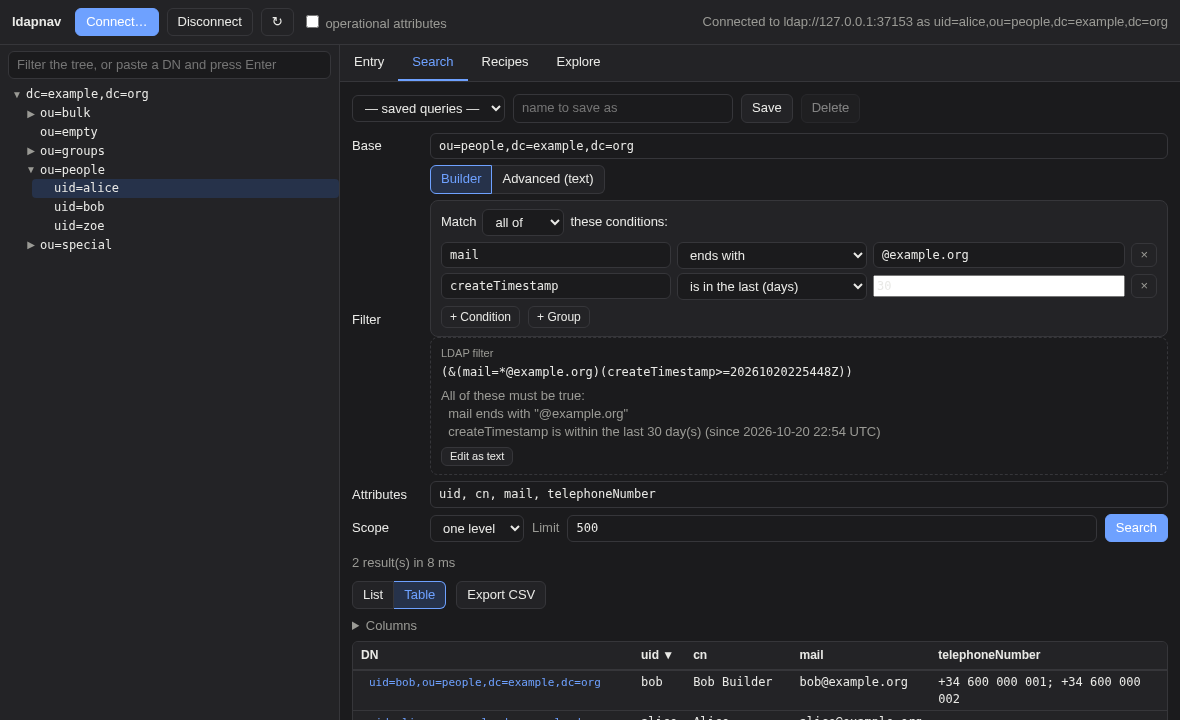 ldapnav Connect… Disconnect ↻ operational attributes Connected to ldap://127.0.0.1:37153 as uid=alice,ou=people,dc=example,dc=org
Filter the tree, or paste a DN and press Enter
▼ dc=example,dc=org
▶ ou=bulk
ou=empty
▶ ou=groups
▼ ou=people
uid=alice
uid=bob
uid=zoe
▶ ou=special
Entry Search Recipes Explore
— saved queries — name to save as Save Delete
Base ou=people,dc=example,dc=org
Builder Advanced (text)
Match all of these conditions:
mail ends with @example.org ×
createTimestamp is in the last (days) 30 ×
+ Condition + Group
Filter
LDAP filter
(&(mail=*@example.org)(createTimestamp>=20261020225448Z))
All of these must be true:
mail ends with "@example.org"
createTimestamp is within the last 30 day(s) (since 2026-10-20 22:54 UTC)
Edit as text
Attributes uid, cn, mail, telephoneNumber
Scope one level Limit 500 Search
2 result(s) in 8 ms
List Table Export CSV
▶ Columns
DN uid ▼ cn mail telephoneNumber
uid=bob,ou=people,dc=example,dc=org bob Bob Builder bob@example.org +34 600 000 001; +34 600 000
002